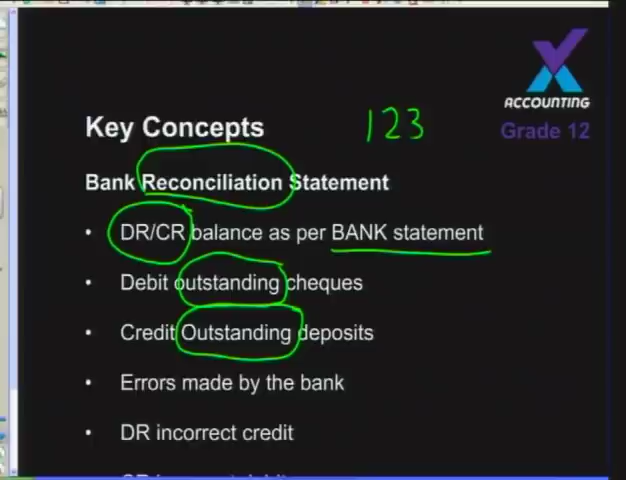 ACCOUNTING
Grade 12
Key Concepts
123
Bank Reconciliation Statement
• DR/CR balance as per BANK statement
• Debit outstanding cheques
• Credit Outstanding deposits
• Errors made by the bank
• DR incorrect credit